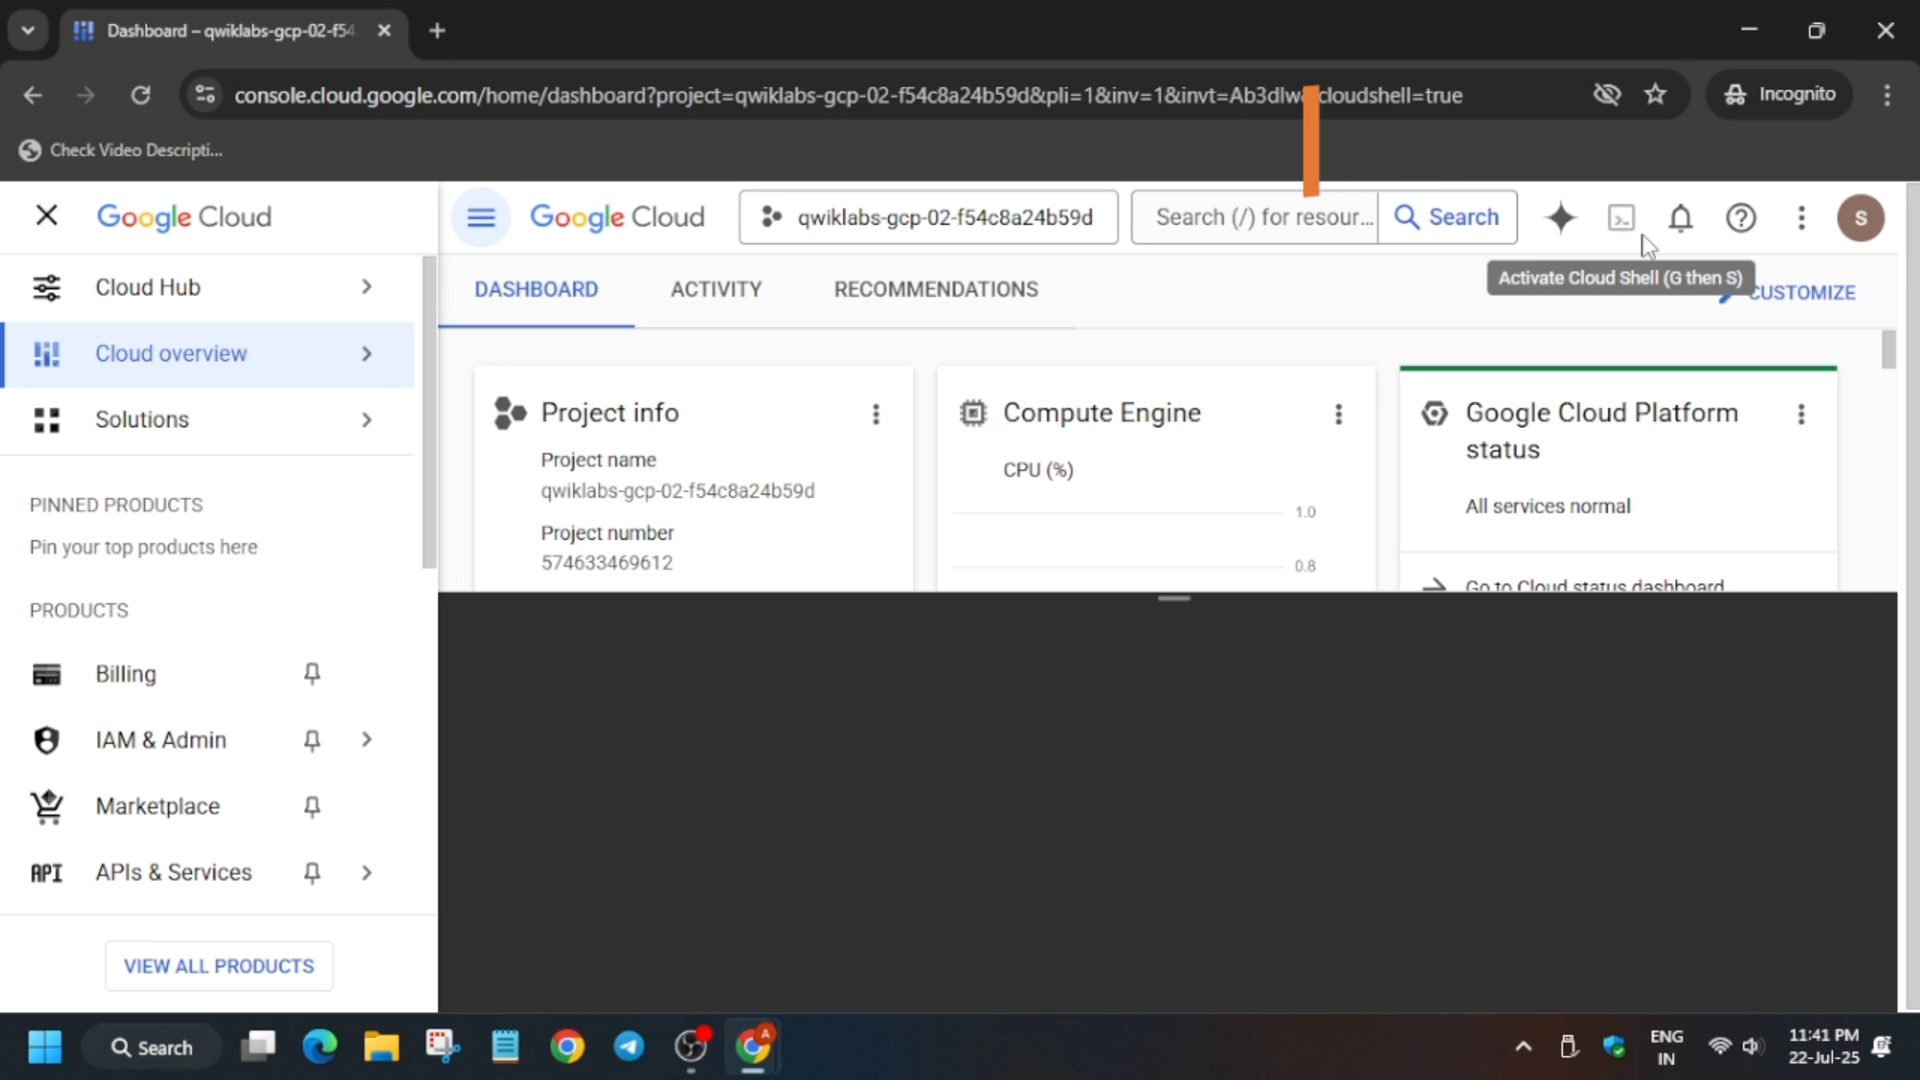 Dashboard – qwiklabs-gcp-02-f54
console.cloud.google.com/home/dashboard?project=qwiklabs-gcp-02-f54c8a24b59d&pli=1&inv=1&invt=Ab3dlw cloudshell=true
Incognito
Check Video Descripti...
Google Cloud
Google Cloud
qwiklabs-gcp-02-f54c8a24b59d
Search (/) for resour...
Search
S
Activate Cloud Shell (G then S)
Cloud Hub
Cloud overview
Solutions
PINNED PRODUCTS
Pin your top products here
PRODUCTS
Billing
IAM & Admin
Marketplace
API
APIs & Services
VIEW ALL PRODUCTS
DASHBOARD
ACTIVITY
RECOMMENDATIONS
CUSTOMIZE
Project info
Project name
qwiklabs-gcp-02-f54c8a24b59d
Project number
574633469612
Compute Engine
CPU (%)
1.0
0.8
Google Cloud Platform
status
All services normal
Go to Cloud status dashboard
Search
A
ENG
IN
11:41 PM
22-Jul-25